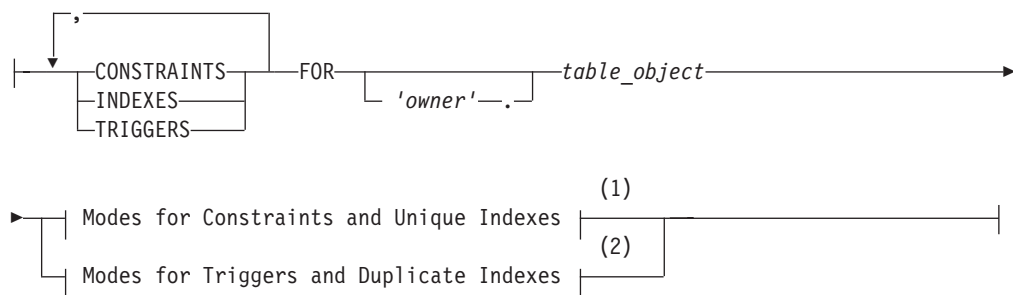 ,
CONSTRAINTS FOR 'owner' . table_object
INDEXES
TRIGGERS
(1)
Modes for Constraints and Unique Indexes
(2)
Modes for Triggers and Duplicate Indexes